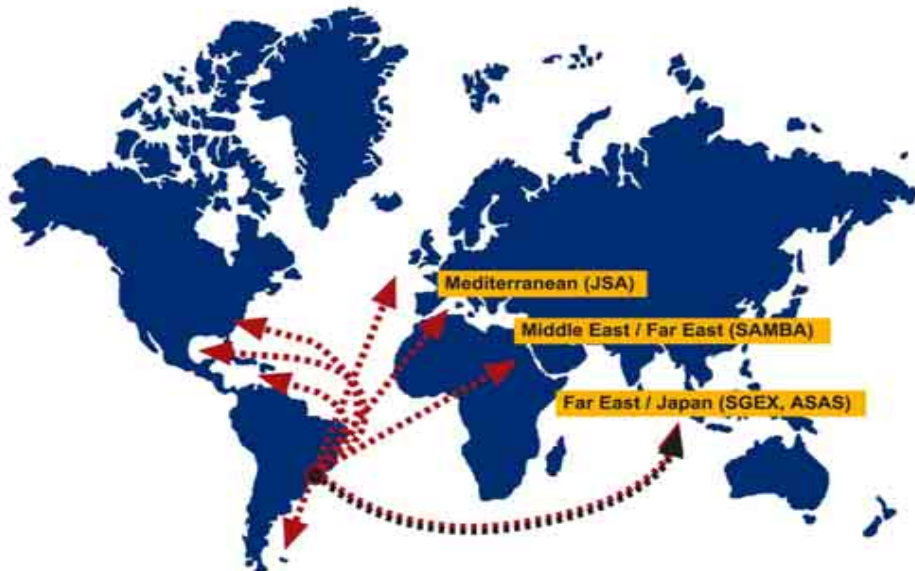 Mediterranean (JSA)
Middle East / Far East (SAMBA)
Far East / Japan (SGEX, ASAS)